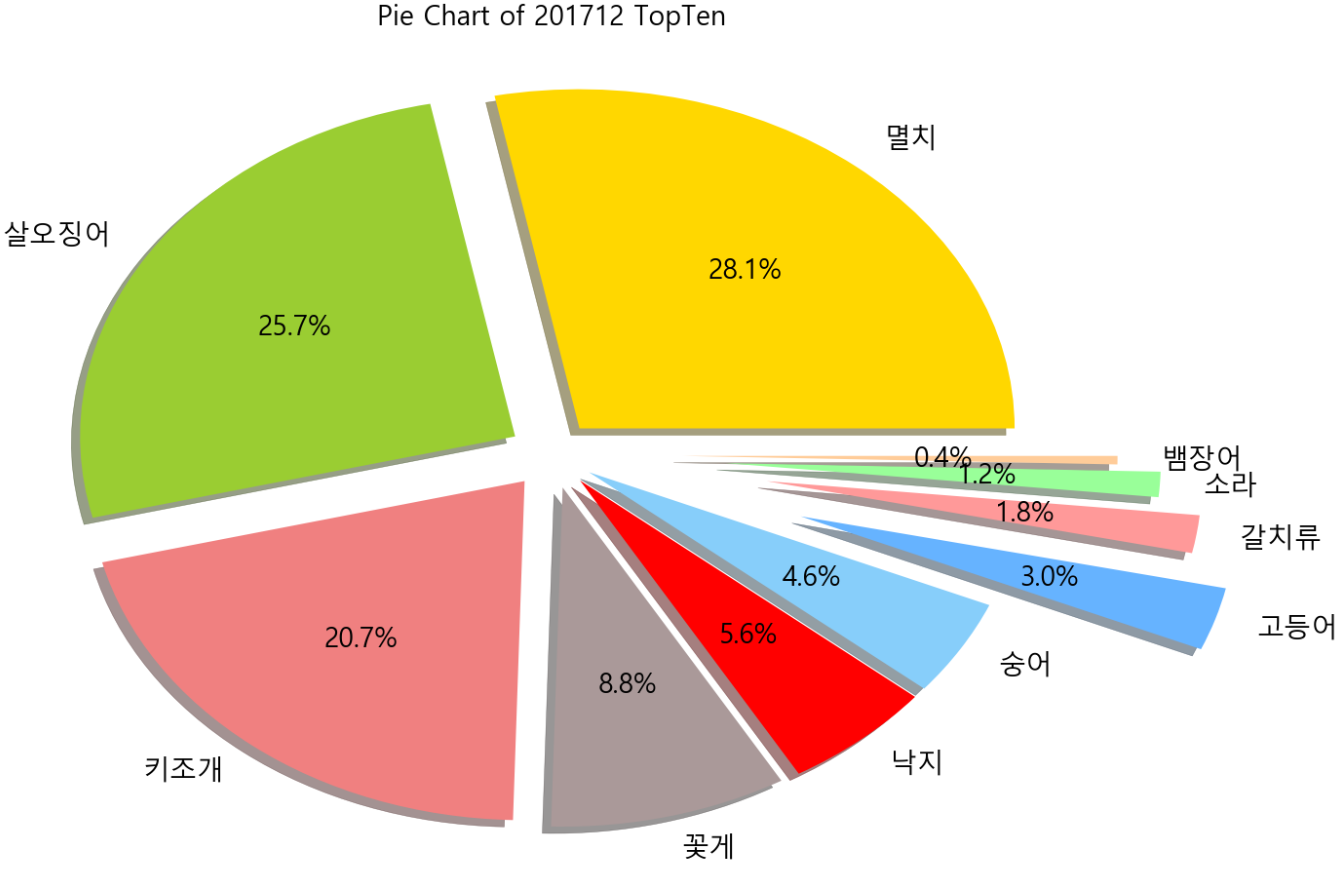 Pie Chart of 201712 TopTen
멸치
28.1%
살오징어
25.7%
키조개
20.7%
꽃게
8.8%
낙지
5.6%
숭어
4.6%
고등어
3.0%
갈치류
1.8%
소라
1.2%
뱀장어
0.4%